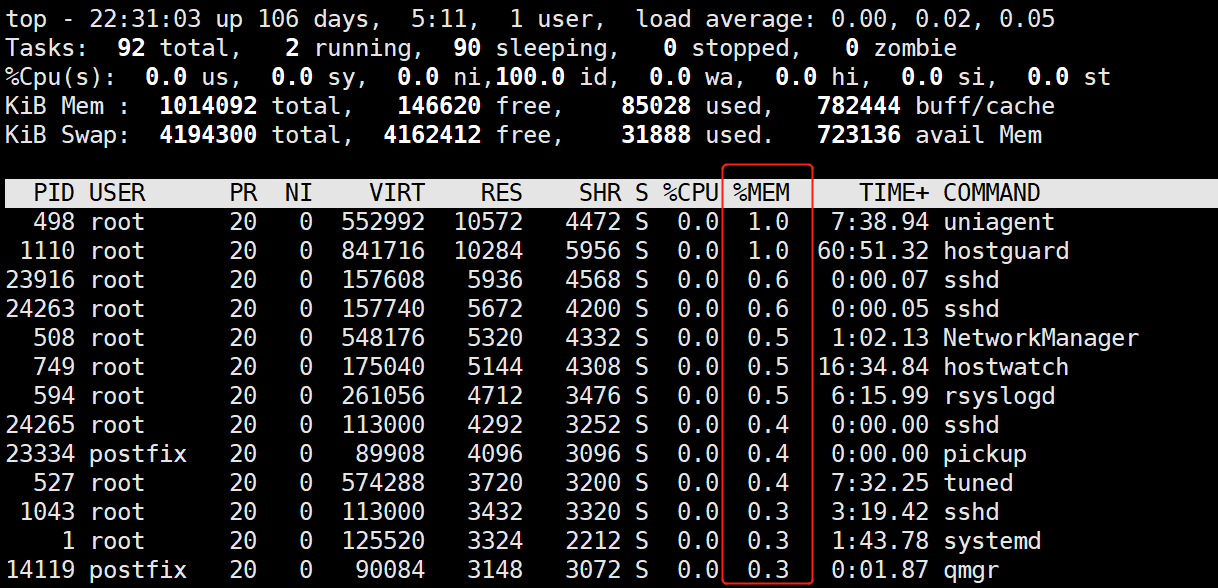 top - 22:31:03 up 106 days,  5:11,  1 user,  load average: 0.00, 0.02, 0.05
Tasks:  92 total,   2 running,  90 sleeping,   0 stopped,   0 zombie
%Cpu(s):  0.0 us,  0.0 sy,  0.0 ni,100.0 id,  0.0 wa,  0.0 hi,  0.0 si,  0.0 st
KiB Mem :  1014092 total,   146620 free,    85028 used,   782444 buff/cache
KiB Swap:  4194300 total,  4162412 free,    31888 used.   723136 avail Mem
  PID USER      PR  NI    VIRT    RES    SHR S %CPU %MEM     TIME+ COMMAND
  498 root      20   0  552992  10572   4472 S  0.0  1.0   7:38.94 uniagent
 1110 root      20   0  841716  10284   5956 S  0.0  1.0  60:51.32 hostguard
23916 root      20   0  157608   5936   4568 S  0.0  0.6   0:00.07 sshd
24263 root      20   0  157740   5672   4200 S  0.0  0.6   0:00.05 sshd
  508 root      20   0  548176   5320   4332 S  0.0  0.5   1:02.13 NetworkManager
  749 root      20   0  175040   5144   4308 S  0.0  0.5  16:34.84 hostwatch
  594 root      20   0  261056   4712   3476 S  0.0  0.5   6:15.99 rsyslogd
24265 root      20   0  113000   4292   3252 S  0.0  0.4   0:00.00 sshd
23334 postfix   20   0   89908   4096   3096 S  0.0  0.4   0:00.00 pickup
  527 root      20   0  574288   3720   3200 S  0.0  0.4   7:32.25 tuned
 1043 root      20   0  113000   3432   3320 S  0.0  0.3   3:19.42 sshd
    1 root      20   0  125520   3324   2212 S  0.0  0.3   1:43.78 systemd
14119 postfix   20   0   90084   3148   3072 S  0.0  0.3   0:01.87 qmgr